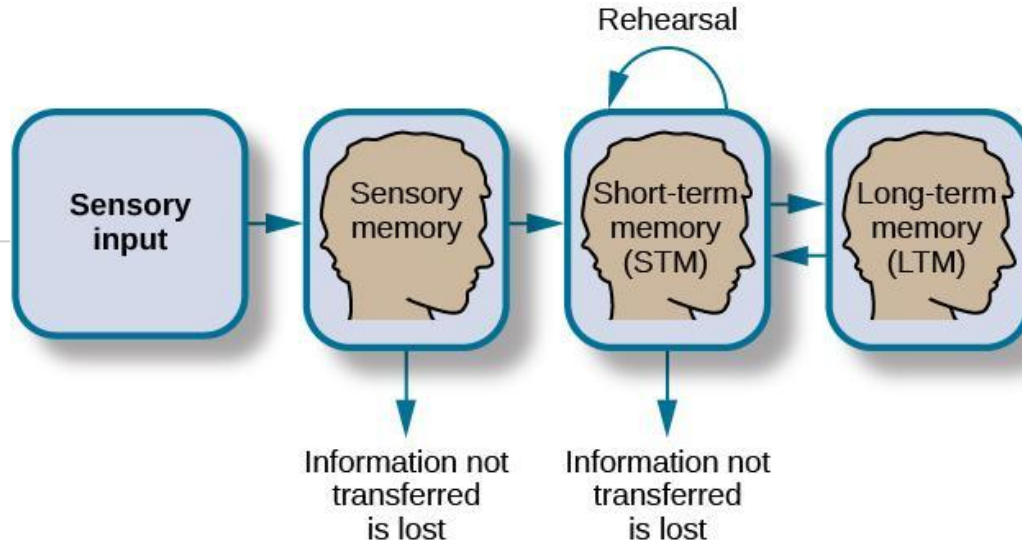 Rehearsal
Sensory
input
Sensory
memory
Short-term
memory
(STM)
Long-term
memory
(LTM)
Information not
transferred
is lost
Information not
transferred
is lost